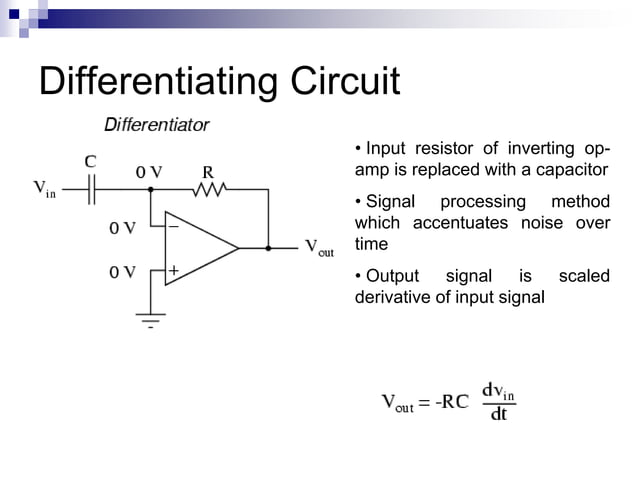 Differentiating Circuit
Differentiator
C
0 V
R
Vin
0 V
−
Vout
0 V
+
• Input resistor of inverting op-
amp is replaced with a capacitor
• Signal processing method
which accentuates noise over
time
• Output signal is scaled
derivative of input signal
Vout = -RC dvin/dt